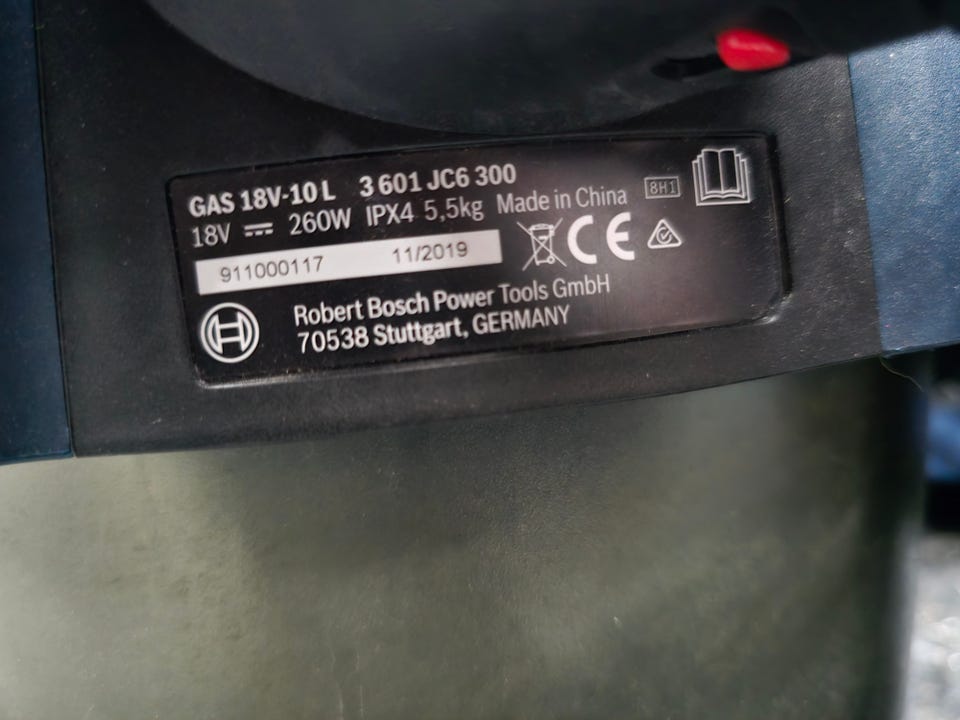 GAS 18V-10 L 3 601 JC6 300
18V 260W IPX4 5,5kg Made in China 8H1
911000117 11/2019
CE
Robert Bosch Power Tools GmbH
70538 Stuttgart, GERMANY